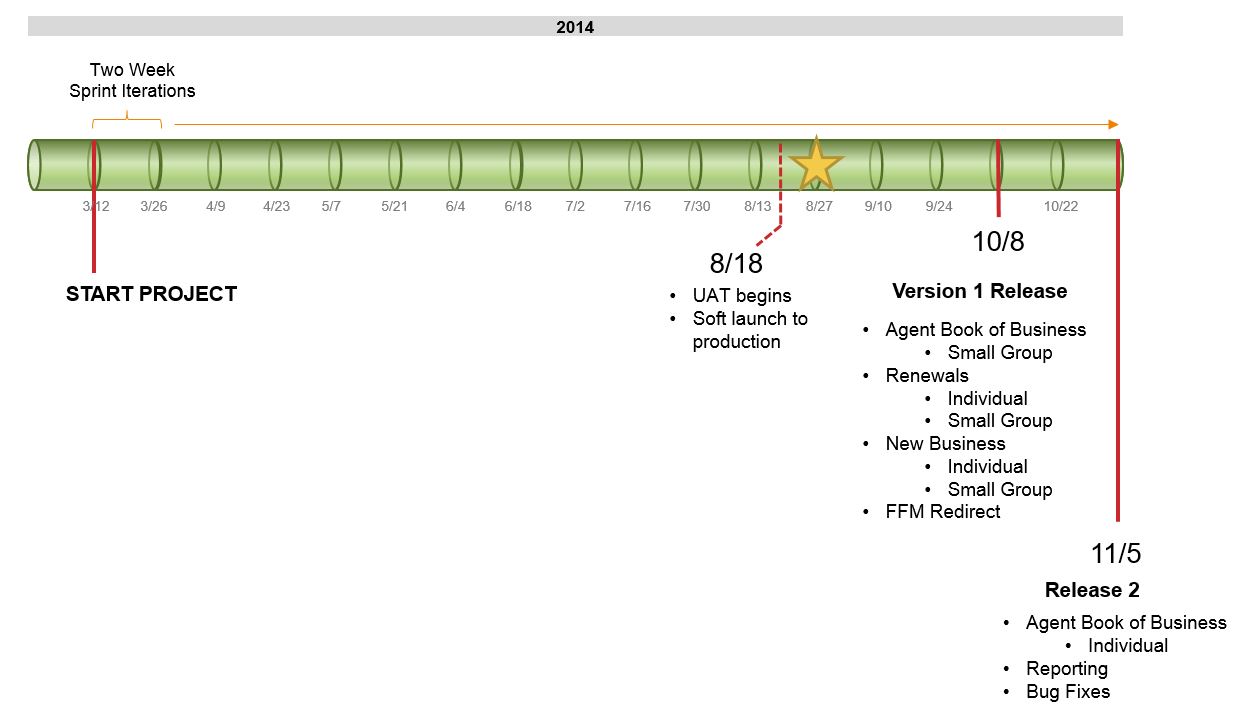 2014
Two Week
Sprint Iterations
3/12 3/26 4/9 4/23 5/7 5/21 6/4 6/18 7/2 7/16 7/30 8/13 8/27 9/10 9/24 10/22
START PROJECT
8/18
• UAT begins
• Soft launch to
production
10/8
Version 1 Release
• Agent Book of Business
• Small Group
• Renewals
• Individual
• Small Group
• New Business
• Individual
• Small Group
• FFM Redirect
11/5
Release 2
• Agent Book of Business
• Individual
• Reporting
• Bug Fixes